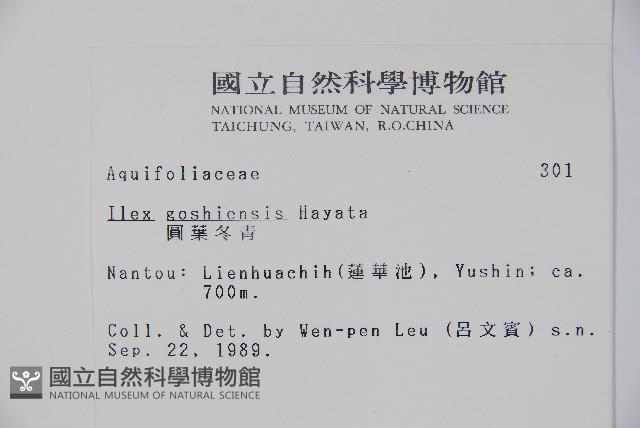 國立自然科學博物館
NATIONAL MUSEUM OF NATURAL SCIENCE
TAICHUNG, TAIWAN, R.O.CHINA
Aquifoliaceae 301
Ilex goshiensis Hayata
圓葉冬青
Nantou: Lienhuachih(蓮華池), Yushin; ca.
700m.
Coll. & Det. by Wen-pen Leu (呂文賓) s.n.
Sep. 22, 1989.
國立自然科學博物館
NATIONAL MUSEUM OF NATURAL SCIENCE